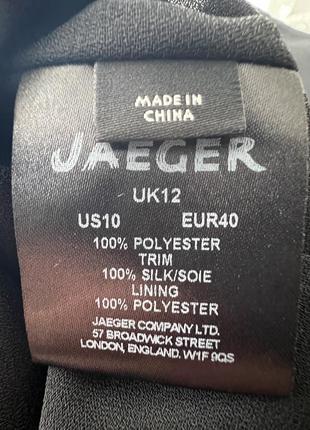 MADE IN
CHINA
JAEGER
UK12
US10 EUR40
100% POLYESTER
TRIM
100% SILK/SOIE
LINING
100% POLYESTER
JAEGER COMPANY LTD.
57 BROADWICK STREET
LONDON, ENGLAND. W1F 9QS